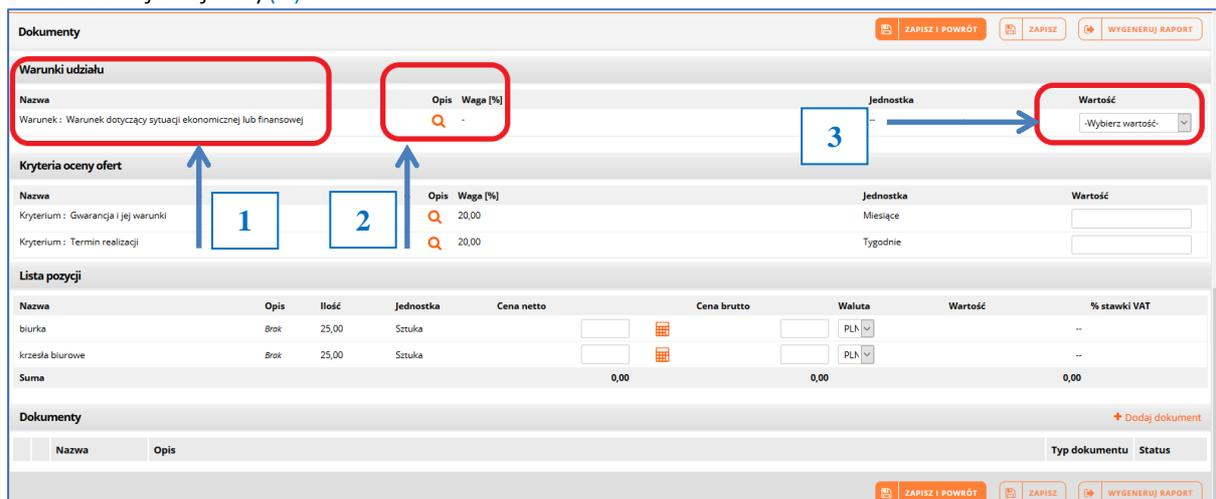 Dokumenty ZAPISZ I POWRÓT ZAPISZ WYGENERUJ RAPORT
Warunki udziału
Nazwa Opis Waga [%] Jednostka Wartość
Warunek : Warunek dotyczący sytuacji ekonomicznej lub finansowej - -- -Wybierz wartość-
3
Kryteria oceny ofert
Nazwa Opis Waga [%] Jednostka Wartość
Kryterium : Gwarancja i jej warunki 20,00 Miesiące
1 2
Kryterium : Termin realizacji 20,00 Tygodnie
Lista pozycji
Nazwa Opis Ilość Jednostka Cena netto Cena brutto Waluta Wartość % stawki VAT
biurka Brak 25,00 Sztuka PLN --
krzesła biurowe Brak 25,00 Sztuka PLN --
Suma 0,00 0,00 0,00
Dokumenty + Dodaj dokument
Nazwa Opis Typ dokumentu Status
ZAPISZ I POWRÓT ZAPISZ WYGENERUJ RAPORT